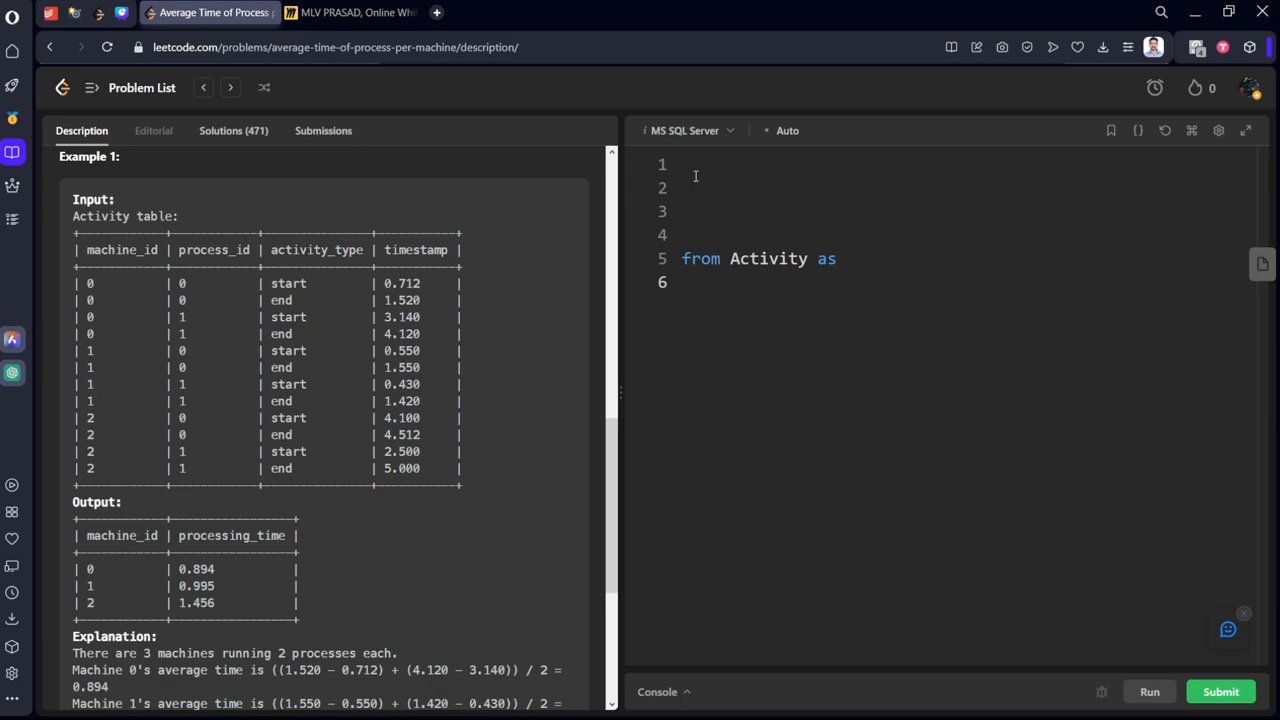 Average Time of Process p
MLV PRASAD, Online Whi
leetcode.com/problems/average-time-of-process-per-machine/description/
4
Problem List
0
Description Editorial Solutions (471) Submissions
i MS SQL Server • Auto
Example 1:
Input:
Activity table:
| machine_id | process_id | activity_type | timestamp |
| 0 | 0 | start | 0.712 |
| 0 | 0 | end | 1.520 |
| 0 | 1 | start | 3.140 |
| 0 | 1 | end | 4.120 |
| 1 | 0 | start | 0.550 |
| 1 | 0 | end | 1.550 |
| 1 | 1 | start | 0.430 |
| 1 | 1 | end | 1.420 |
| 2 | 0 | start | 4.100 |
| 2 | 0 | end | 4.512 |
| 2 | 1 | start | 2.500 |
| 2 | 1 | end | 5.000 |
Output:
| machine_id | processing_time |
| 0 | 0.894 |
| 1 | 0.995 |
| 2 | 1.456 |
Explanation:
There are 3 machines running 2 processes each.
Machine 0's average time is ((1.520 - 0.712) + (4.120 - 3.140)) / 2 =
0.894
Machine 1's average time is ((1.550 - 0.550) + (1.420 - 0.430)) / 2 =
1
2
3
4
5 from Activity as
6
Console
Run
Submit